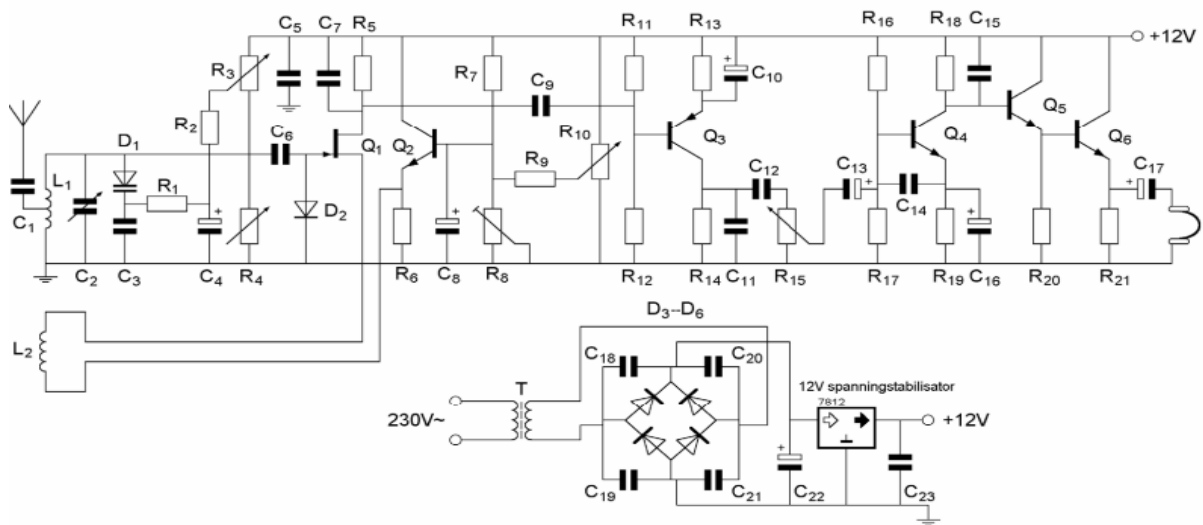 C5 C7 R5 R11 R13 R16 R18 C15
+12V
R3 R7 C9 C10
R2 C6 Q1 Q2 R10 Q3 Q4 Q5 Q6
D1 R9 C12 C13 C17
L1 R1 D2 C14
C1
C2 C3 C4 R4 R6 C8 R8 R12 R14 C11 R15 R17 R19 C16 R20 R21
D3--D6
L2
C18 C20
T
12V spanningstabilisator
7812
230V~
+12V
C19 C21 C22 C23
+
+
+
+
+
+
+